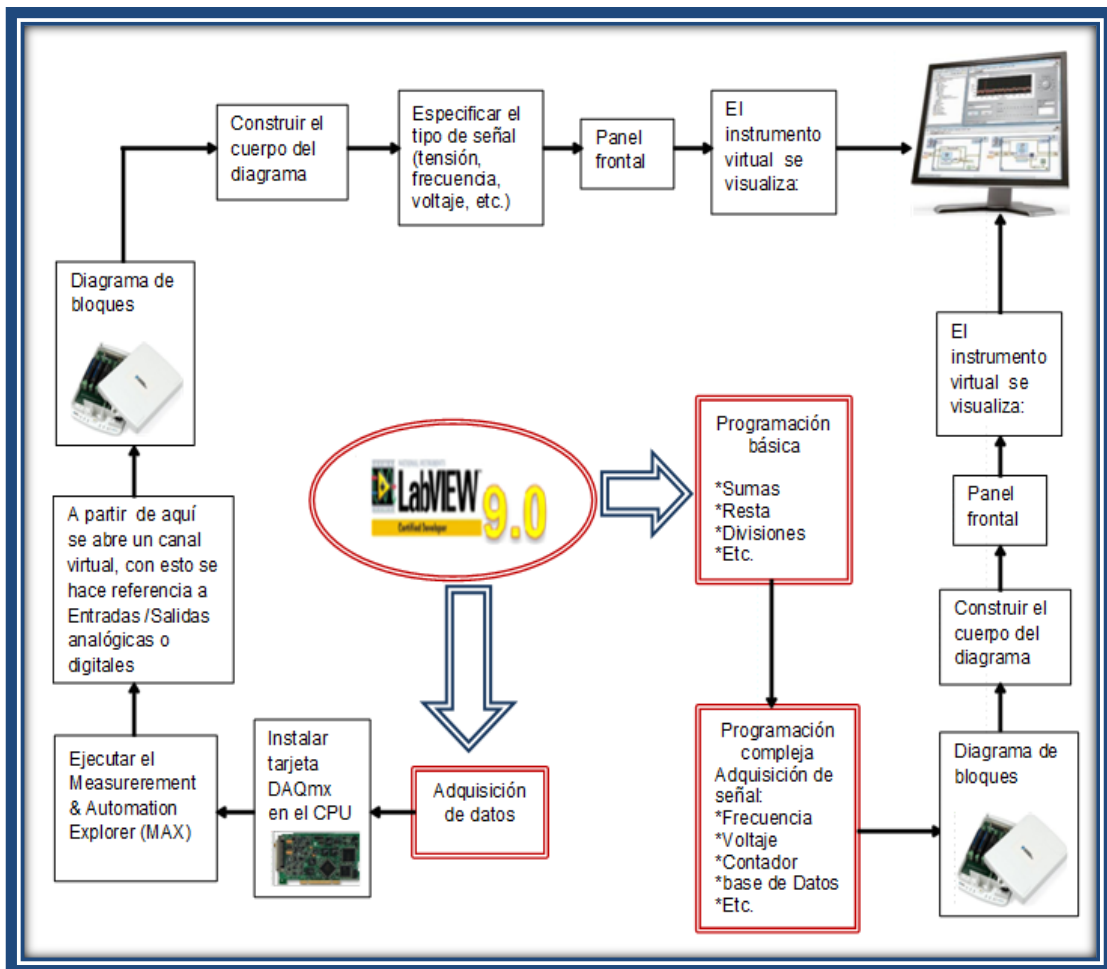 Construir el
cuerpo del
diagrama
Especificar el
tipo de señal
(tensión,
frecuencia,
voltaje, etc.)
Panel
frontal
El
instrumento
virtual se
visualiza:
Diagrama de
bloques
A partir de aquí
se abre un canal
virtual, con esto se
hace referencia a
Entradas /Salidas
analógicas o
digitales
Ejecutar el
Measurerement
& Automation
Explorer (MAX)
Instalar
tarjeta
DAQmx
en el CPU
Adquisición
de datos
NATIONAL INSTRUMENTS
LabVIEW
Certified Developer
9.0
Programación
básica
*Sumas
*Resta
*Divisiones
*Etc.
Programación
compleja
Adquisición de
señal:
*Frecuencia
*Voltaje
*Contador
*base de Datos
*Etc.
Diagrama de
bloques
Construir el
cuerpo del
diagrama
Panel
frontal
El
instrumento
virtual se
visualiza: